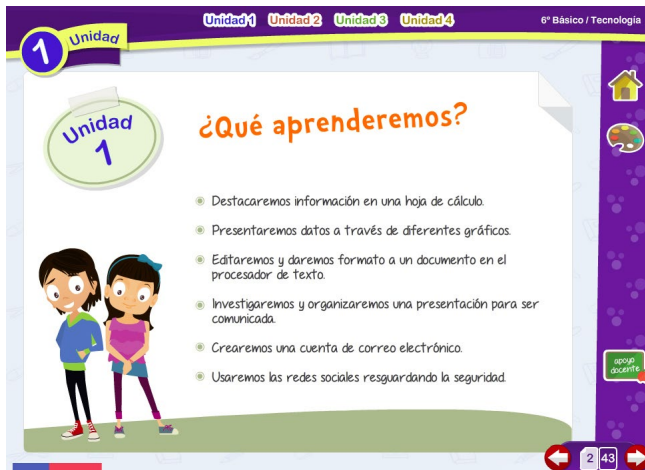 Unidad 1 Unidad 2 Unidad 3 Unidad 4
6º Básico / Tecnología
1 Unidad
Unidad
1
¿Qué aprenderemos?
Destacaremos información en una hoja de cálculo.
Presentaremos datos a través de diferentes gráficos.
Editaremos y daremos formato a un documento en el
procesador de texto.
Investigaremos y organizaremos una presentación para ser
comunicada.
Crearemos una cuenta de correo electrónico.
Usaremos las redes sociales resguardando la seguridad.
apoyo
docente
2 43